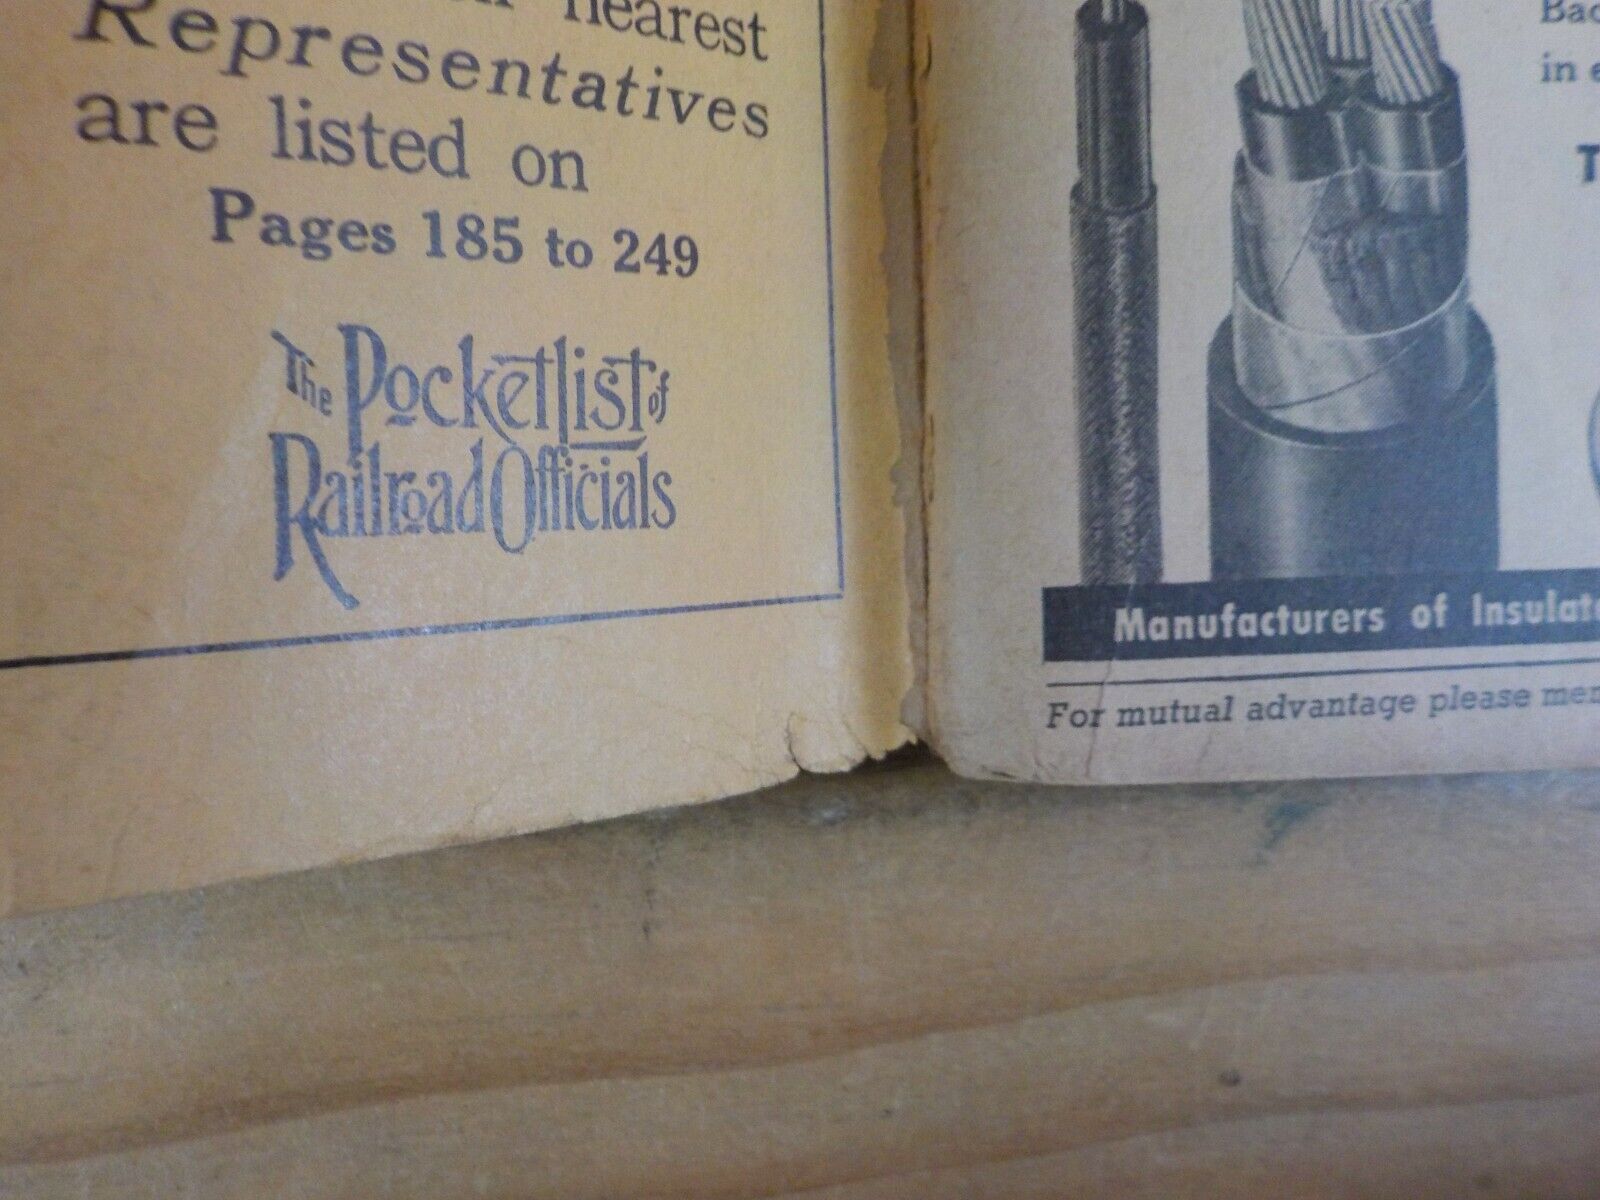 nearest
Representatives
are listed on
Pages 185 to 249
The Pocketlist of
Railroad Officials
in
Manufacturers of
For mutual advantage please